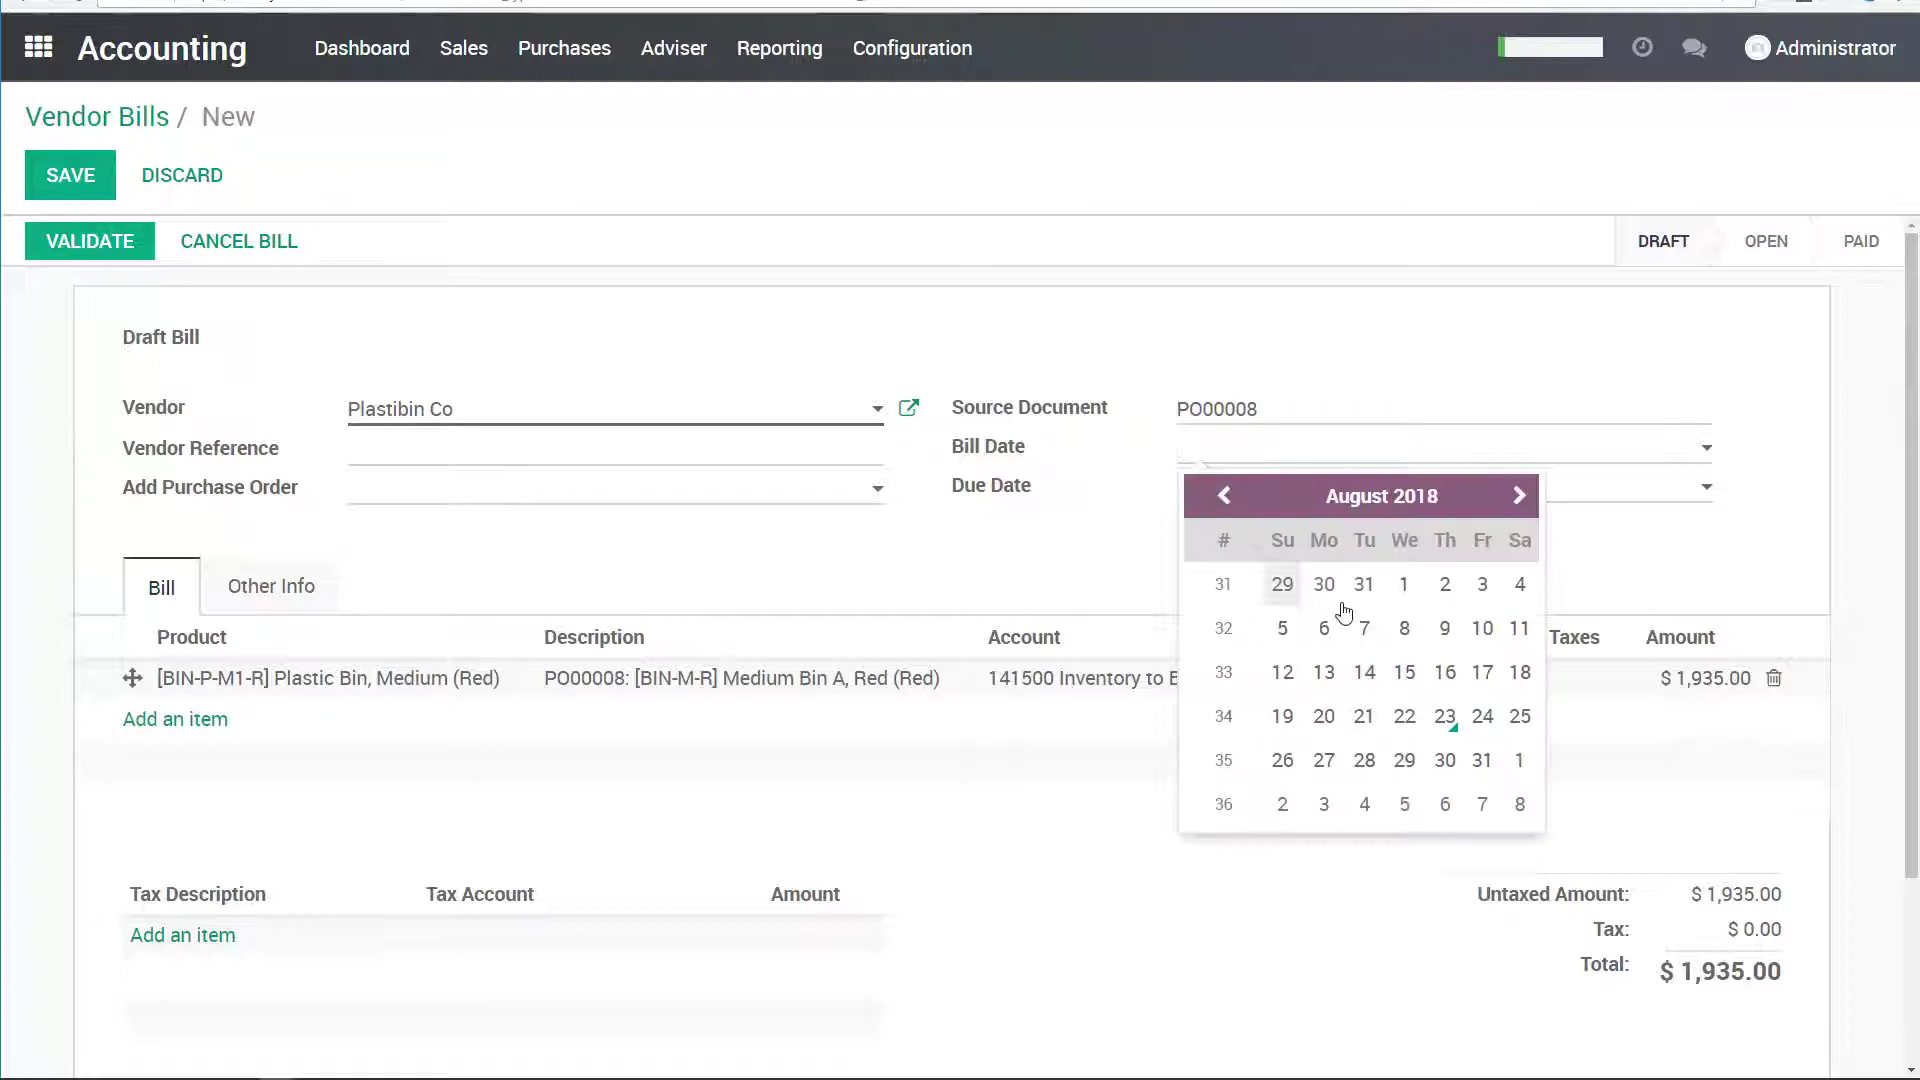 Accounting Dashboard Sales Purchases Adviser Reporting Configuration Administrator
Vendor Bills / New
SAVE DISCARD
VALIDATE CANCEL BILL DRAFT OPEN PAID
Draft Bill
Vendor Plastibin Co Source Document PO00008
Vendor Reference Bill Date
Add Purchase Order Due Date
August 2018
# Su Mo Tu We Th Fr Sa
31 29 30 31 1 2 3 4
32 5 6 7 8 9 10 11
33 12 13 14 15 16 17 18
34 19 20 21 22 23 24 25
35 26 27 28 29 30 31 1
36 2 3 4 5 6 7 8
Bill Other Info
Product Description Account Taxes Amount
[BIN-P-M1-R] Plastic Bin, Medium (Red) PO00008: [BIN-M-R] Medium Bin A, Red (Red) 141500 Inventory to $ 1,935.00
Add an item
Tax Description Tax Account Amount
Add an item
Untaxed Amount: $ 1,935.00
Tax: $ 0.00
Total: $ 1,935.00